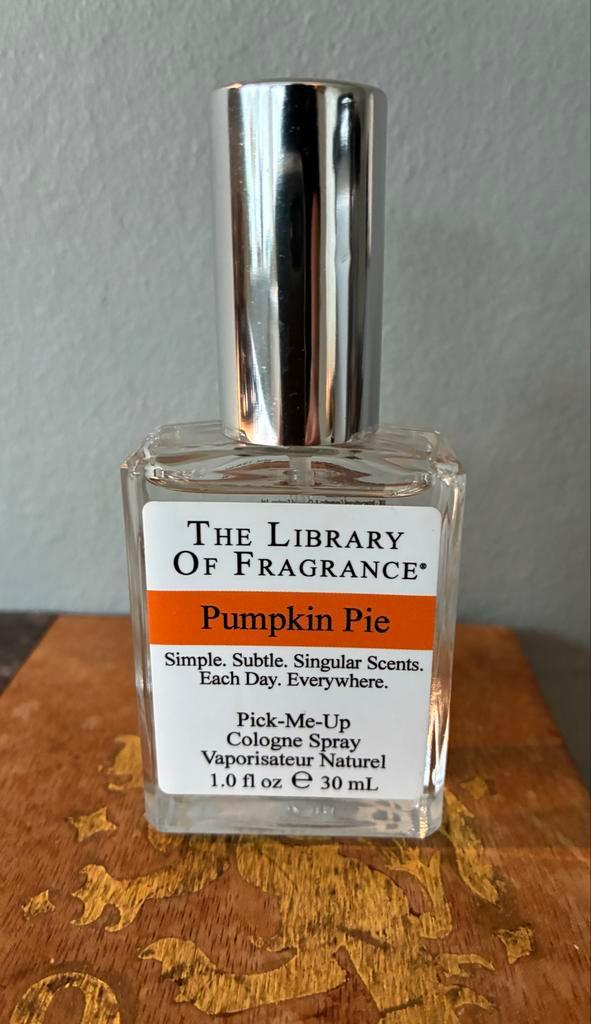 THE LIBRARY
OF FRAGRANCE®
Pumpkin Pie
Simple. Subtle. Singular Scents.
Each Day. Everywhere.
Pick-Me-Up
Cologne Spray
Vaporisateur Naturel
1.0 fl oz ℮ 30 mL